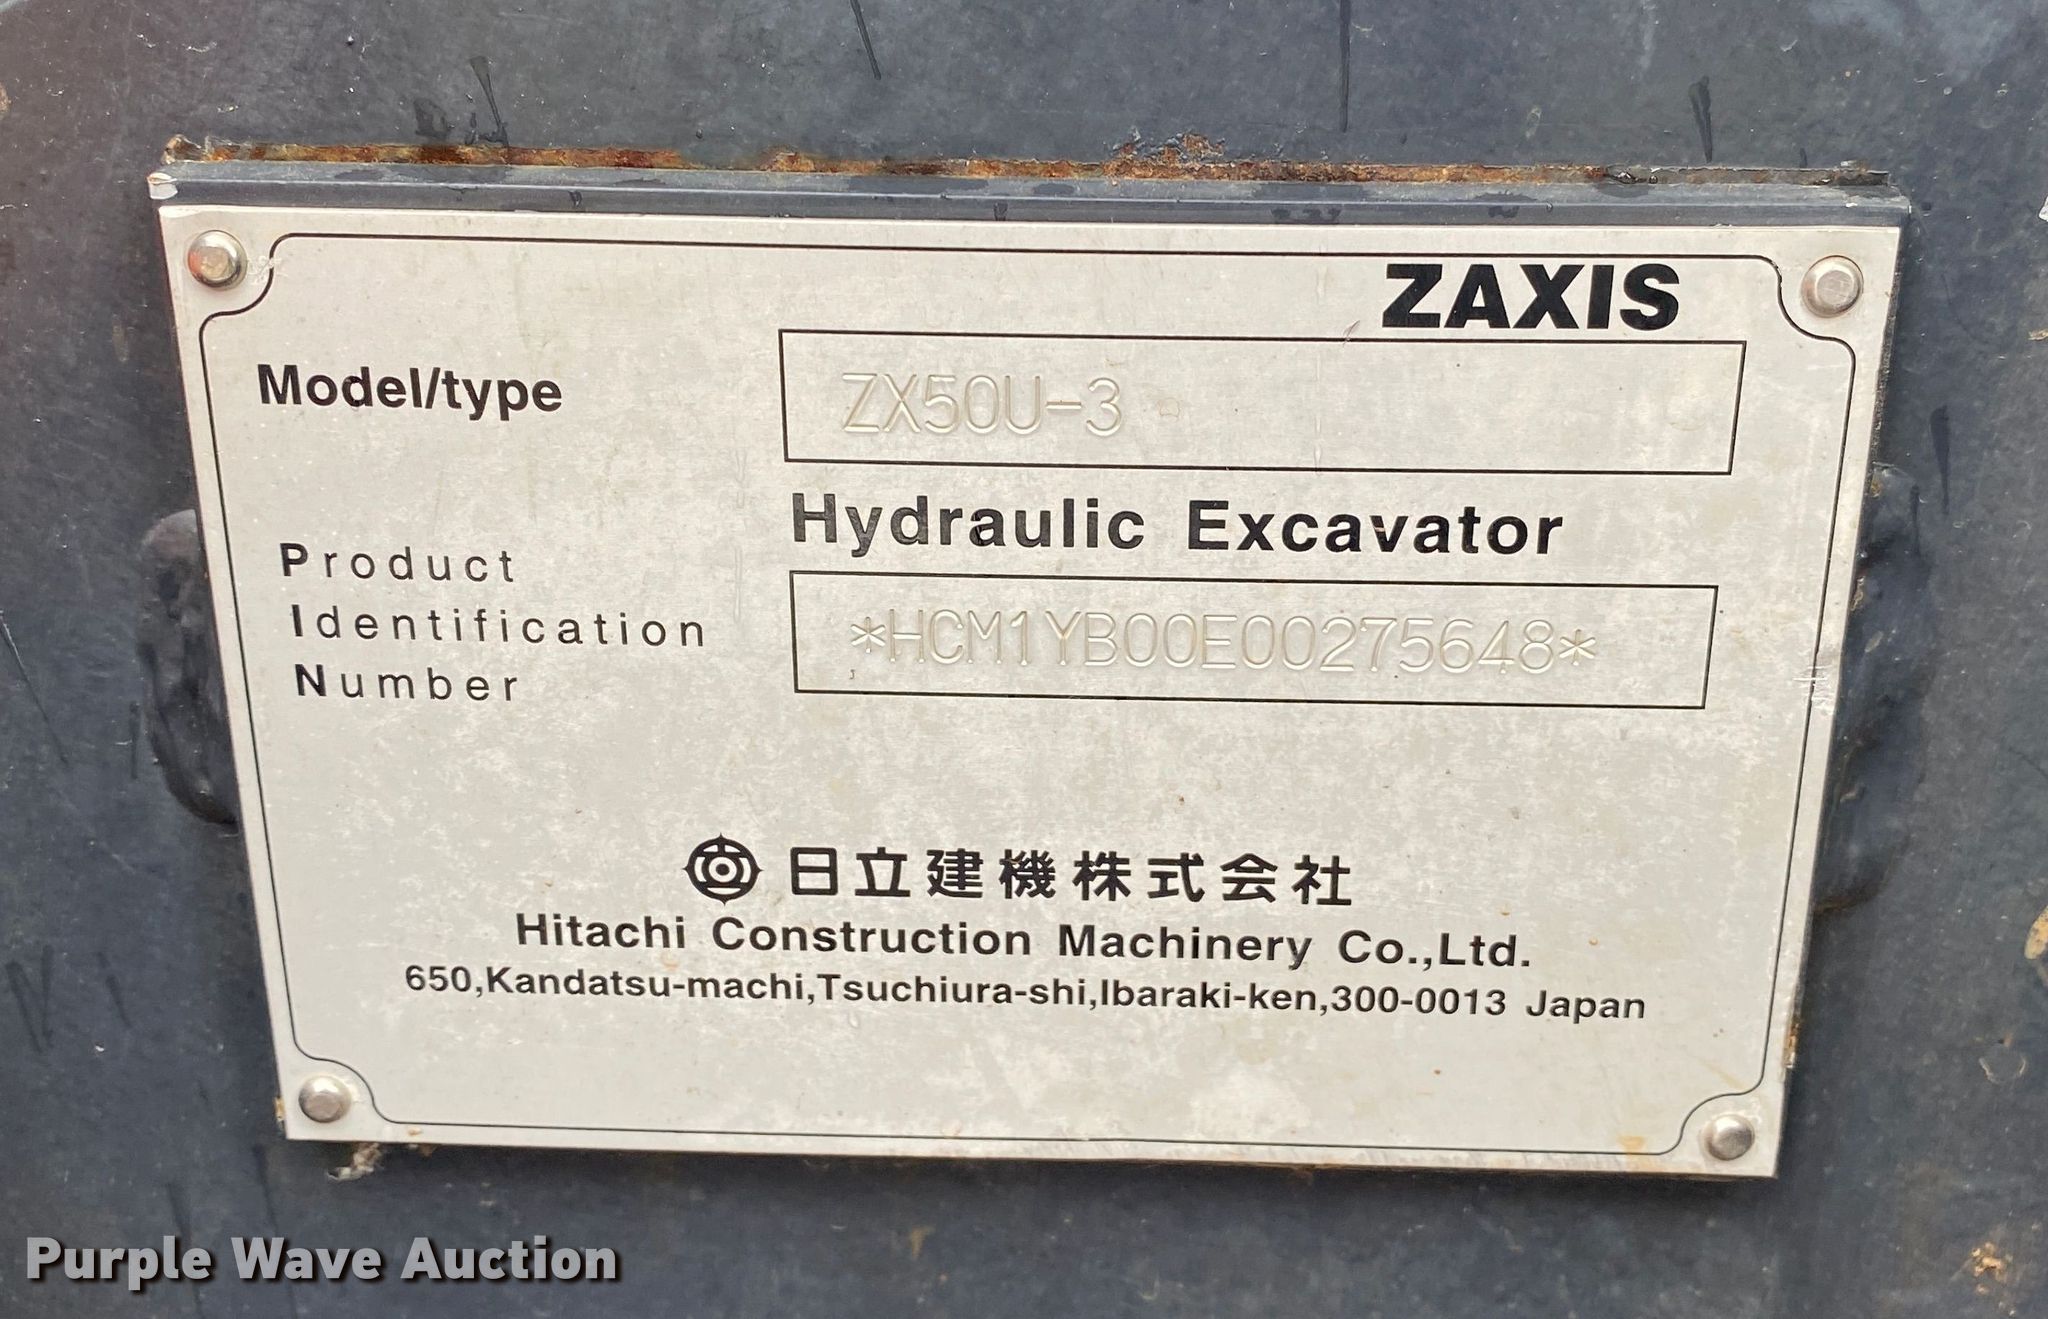 ZAXIS
Model/type
ZX50U-3
Hydraulic Excavator
Product
Identification
Number
*HCM1YB00E00275648*
日立建機株式会社
Hitachi Construction Machinery Co.,Ltd.
650,Kandatsu-machi,Tsuchiura-shi,Ibaraki-ken,300-0013 Japan
Purple Wave Auction